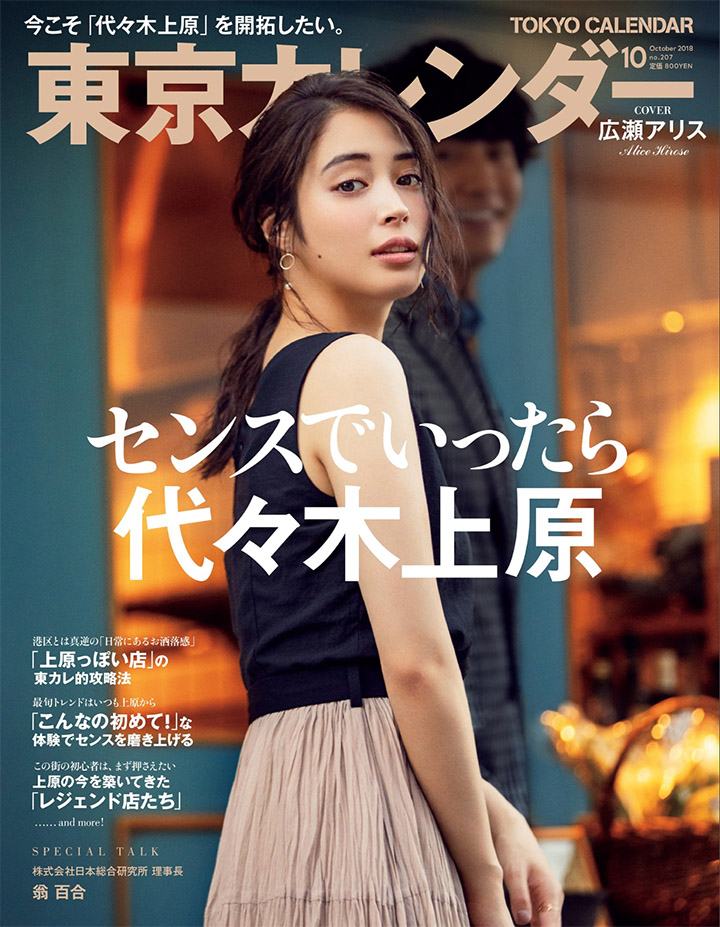 今こそ「代々木上原」を開拓したい。
TOKYO CALENDAR
東京カレンダー
10
October 2018
no.207
定価 800YEN
COVER
広瀬アリス
Alice Hirose
センスでいったら
代々木上原
港区とは真逆の「日常にあるお洒落感」
「上原っぽい店」の
東カレ的攻略法
最旬トレンドはいつも上原から
「こんなの初めて!」な
体験でセンスを磨き上げる
この街の初心者は、まず押さえたい
上原の今を築いてきた
「レジェンド店たち」
……and more!
SPECIAL TALK
株式会社日本総合研究所 理事長
翁 百合